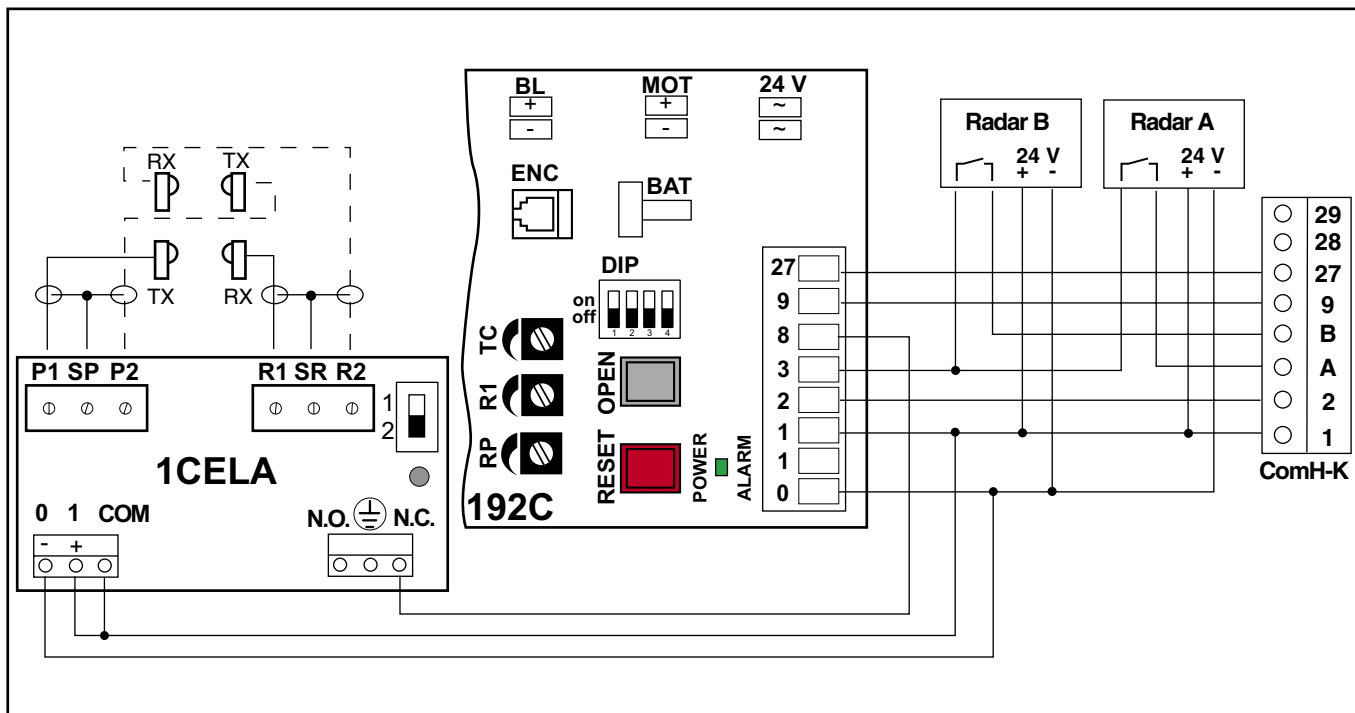 BL
+
-
MOT
+
-
24 V
~
~
ENC
BAT
DIP
on
off
1 2 3 4
TC
R1
RP
OPEN
RESET
POWER
ALARM
192C
27
9
8
3
2
1
1
0
RX TX
TX RX
P1 SP P2
R1 SR R2
1
2
1CELA
0 1 COM
- +
N.O. N.C.
Radar B
24 V
+ -
Radar A
24 V
+ -
29
28
27
9
B
A
2
1
ComH-K